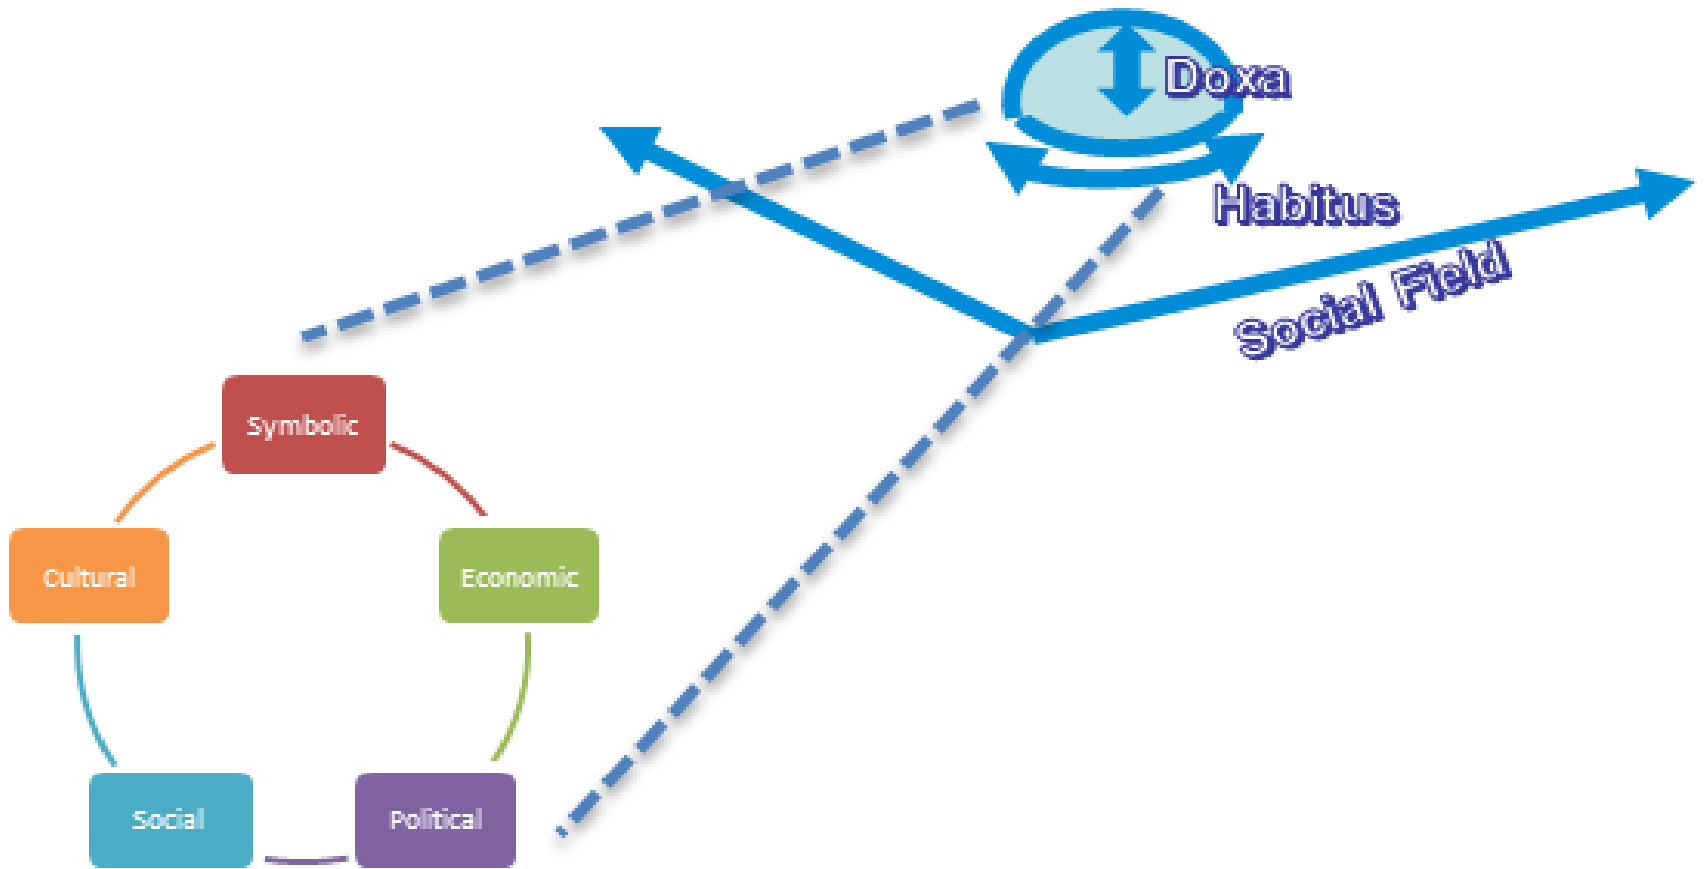 Doxa
Habitus
Social Field
Symbolic
Cultural
Economic
Social
Political